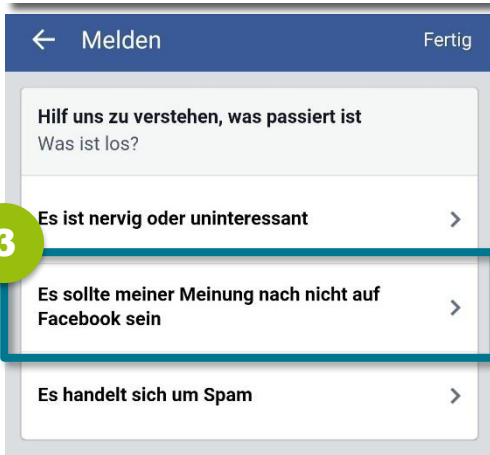 Melden
Fertig
Hilf uns zu verstehen, was passiert ist
Was ist los?
Es ist nervig oder uninteressant
3
Es sollte meiner Meinung nach nicht auf
Facebook sein
Es handelt sich um Spam